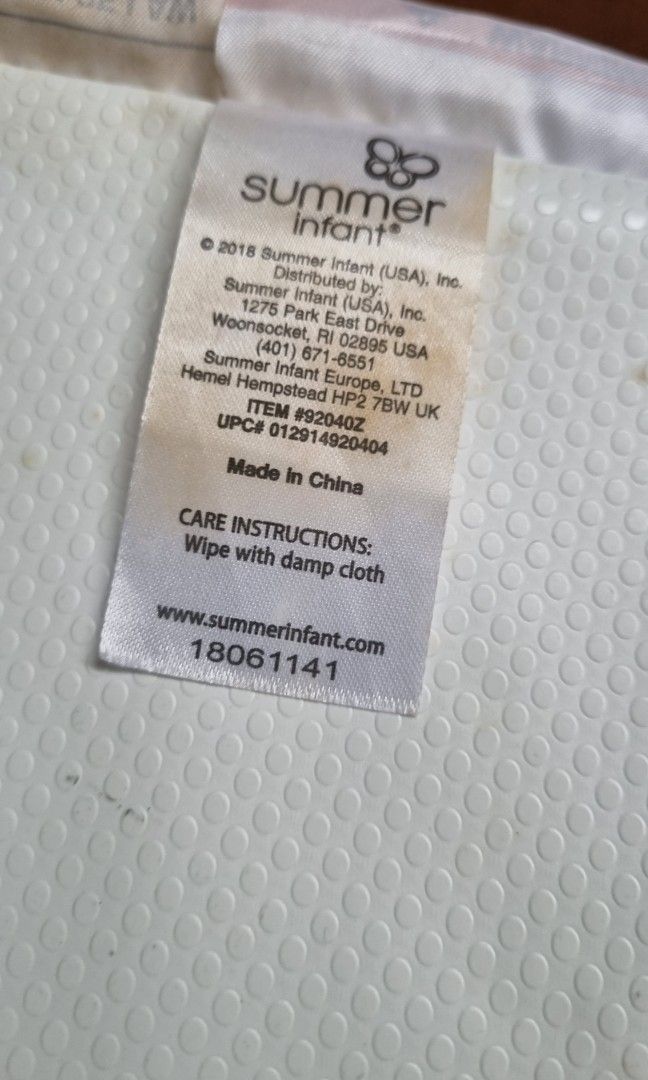 summer
infant®
© 2018 Summer Infant (USA), Inc.
Distributed by:
Summer Infant (USA), Inc.
1275 Park East Drive
Woonsocket, RI 02895 USA
(401) 671-6551
Summer Infant Europe, LTD
Hemel Hempstead HP2 7BW UK
ITEM #92040Z
UPC# 012914920404
Made in China
CARE INSTRUCTIONS:
Wipe with damp cloth
www.summerinfant.com
18061141